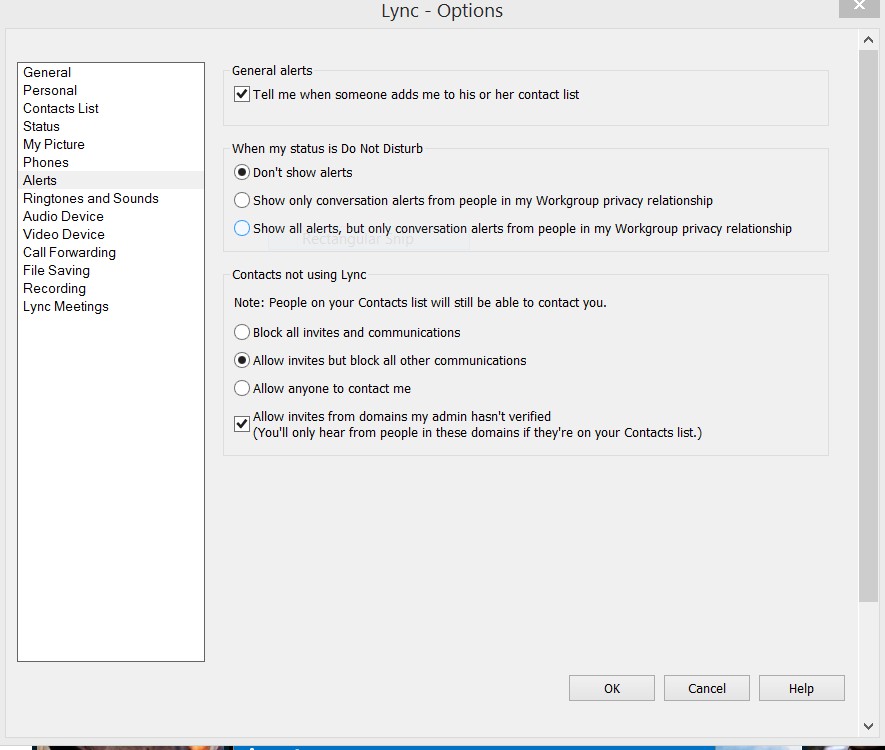 Lync - Options
General
Personal
Contacts List
Status
My Picture
Phones
Alerts
Ringtones and Sounds
Audio Device
Video Device
Call Forwarding
File Saving
Recording
Lync Meetings
General alerts
Tell me when someone adds me to his or her contact list
When my status is Do Not Disturb
Don't show alerts
Show only conversation alerts from people in my Workgroup privacy relationship
Show all alerts, but only conversation alerts from people in my Workgroup privacy relationship
Rectangular Snip
Contacts not using Lync
Note: People on your Contacts list will still be able to contact you.
Block all invites and communications
Allow invites but block all other communications
Allow anyone to contact me
Allow invites from domains my admin hasn't verified
(You'll only hear from people in these domains if they're on your Contacts list.)
OK
Cancel
Help